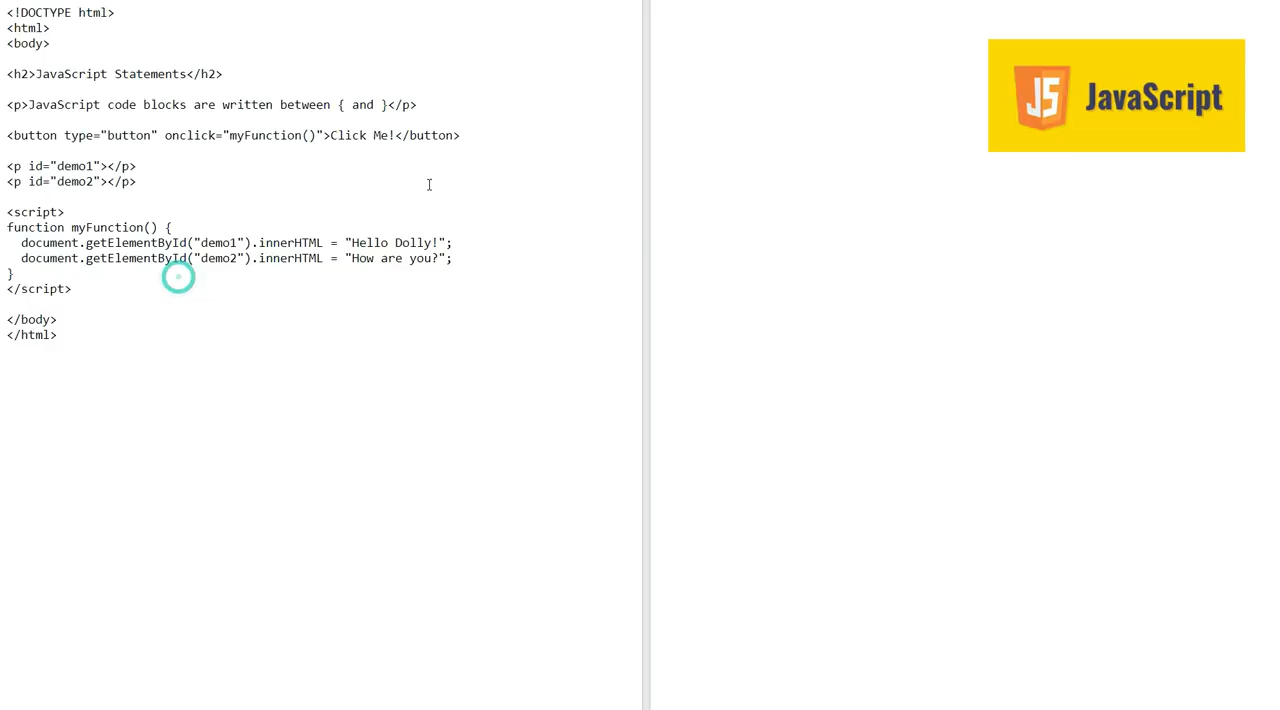 <!DOCTYPE html>
<html>
<body>
<h2>JavaScript Statements</h2>
<p>JavaScript code blocks are written between { and }</p>
<button type="button" onclick="myFunction()">Click Me!</button>
<p id="demo1"></p>
<p id="demo2"></p>
<script>
function myFunction() {
  document.getElementById("demo1").innerHTML = "Hello Dolly!";
  document.getElementById("demo2").innerHTML = "How are you?";
}
</script>
</body>
</html>
JS JavaScript